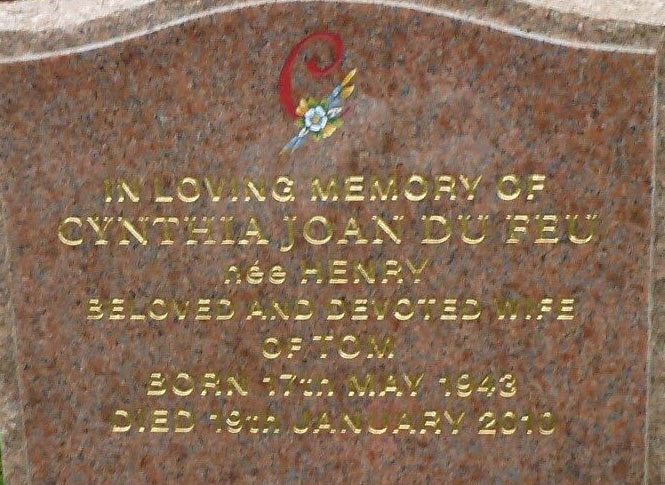 C
IN LOVING MEMORY OF
CYNTHIA JOAN DU FEU
née HENRY
BELOVED AND DEVOTED WIFE
OF TOM
BORN 17th MAY 1943
DIED 19th JANUARY 2010